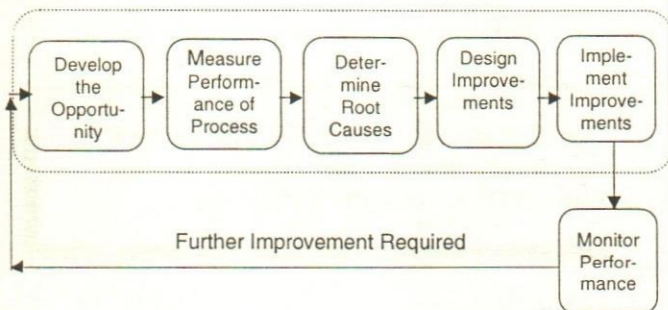 Develop
the
Opportu-
nity
Measure
Perform-
ance of
Process
Deter-
mine
Root
Causes
Design
Improve-
ments
Imple-
ment
Improve-
ments
Further Improvement Required
Monitor
Perfor-
mance